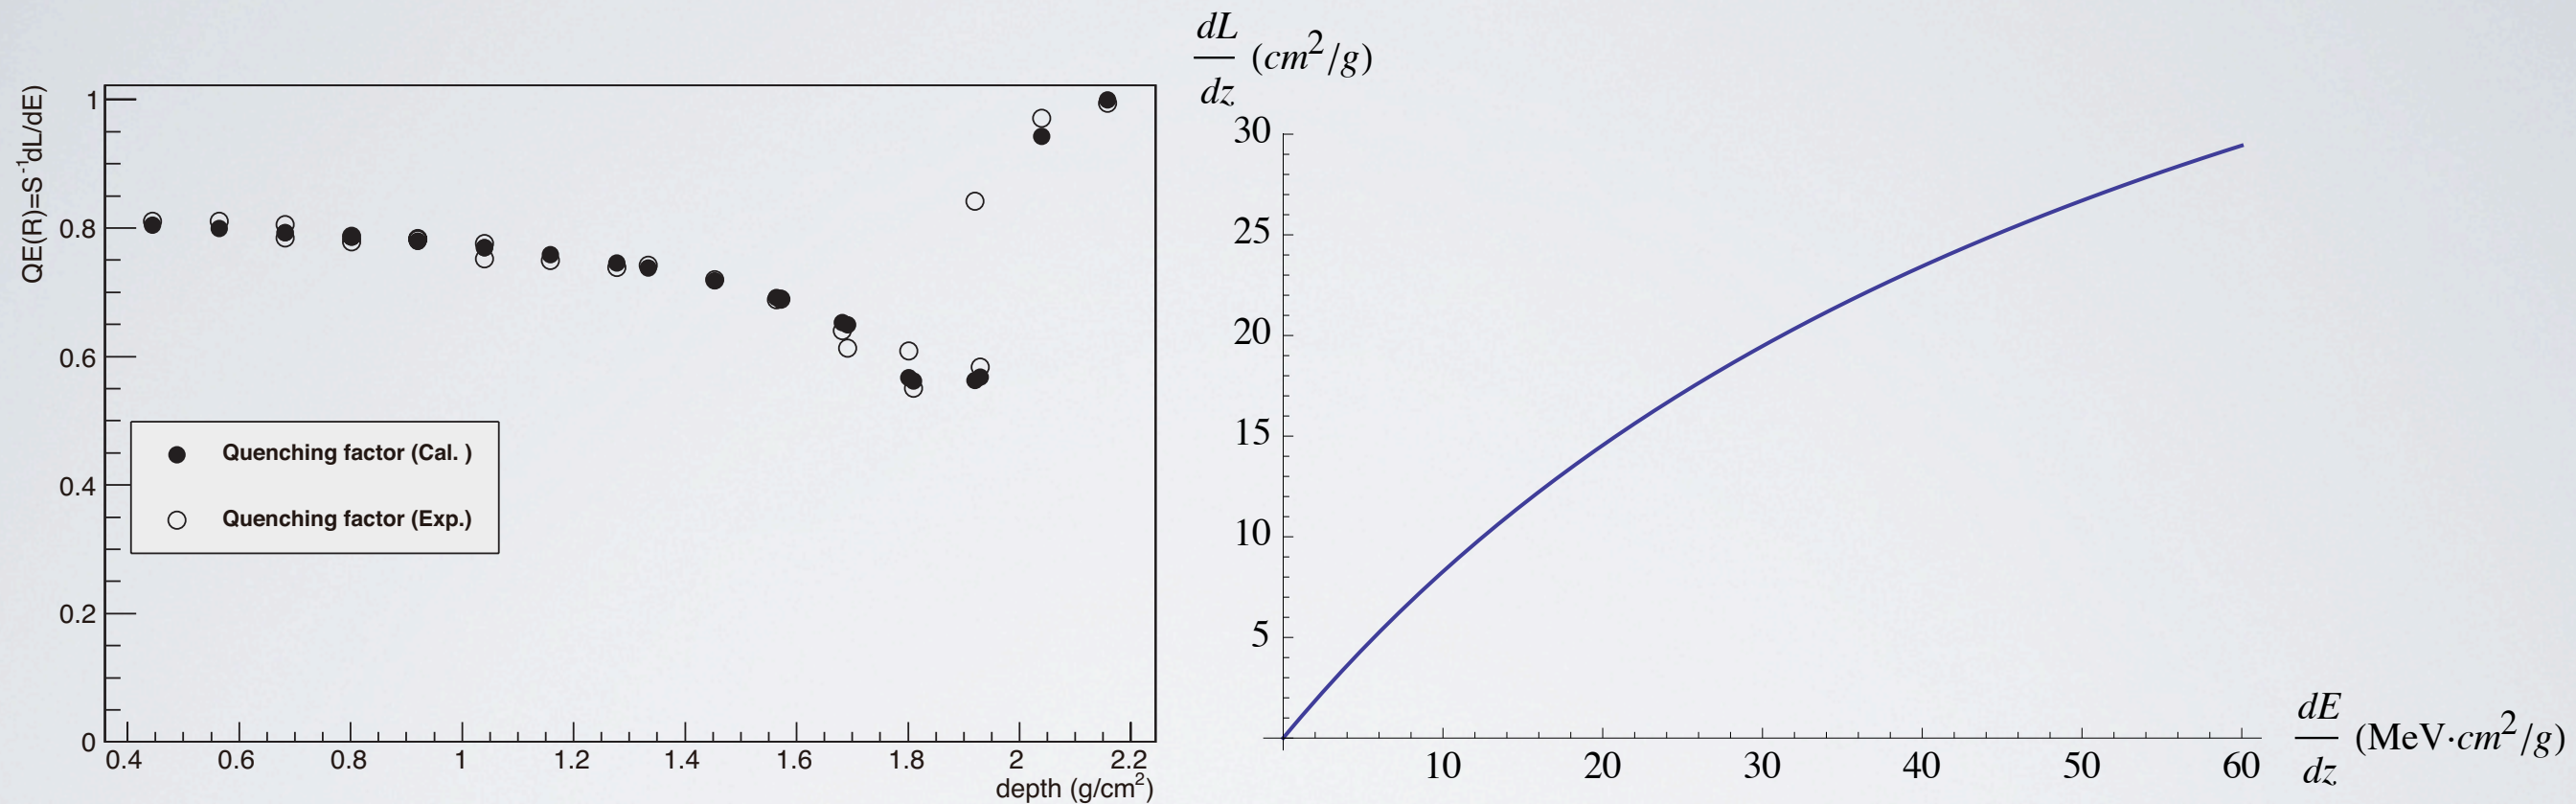 QE(R)=S⁻¹dL/dE)
1
0.8
0.6
0.4
0.2
0
Quenching factor (Cal. )
Quenching factor (Exp.)
0.4 0.6 0.8 1 1.2 1.4 1.6 1.8 2 2.2
depth (g/cm²)
dL
dz
(cm²/g)
30
25
20
15
10
5
10 20 30 40 50 60
dE
dz
(MeV·cm²/g)